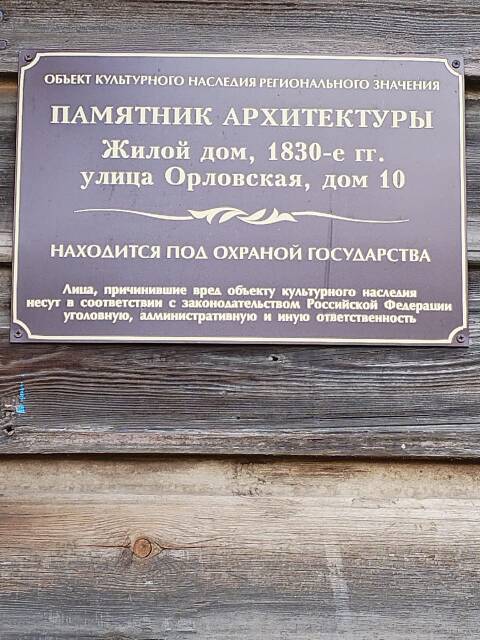 ОБЪЕКТ КУЛЬТУРНОГО НАСЛЕДИЯ РЕГИОНАЛЬНОГО ЗНАЧЕНИЯ
ПАМЯТНИК АРХИТЕКТУРЫ
Жилой дом, 1830-е гг.
улица Орловская, дом 10
НАХОДИТСЯ ПОД ОХРАНОЙ ГОСУДАРСТВА
Лица, причинившие вред объекту культурного наследия
несут в соответствии с законодательством Российской Федерации
уголовную, административную и иную ответственность